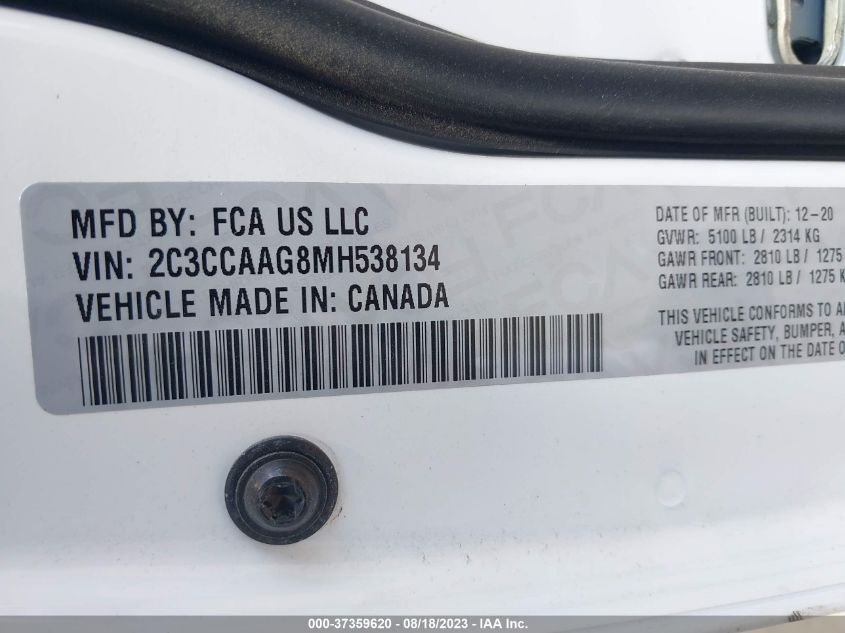 MFD BY: FCA US LLC
VIN: 2C3CCAAG8MH538134
VEHICLE MADE IN: CANADA
DATE OF MFR (BUILT): 12-20
GVWR: 5100 LB / 2314 KG
GAWR FRONT: 2810 LB / 1275
GAWR REAR: 2810 LB / 1275 K
THIS VEHICLE CONFORMS TO
VEHICLE SAFETY, BUMPER, A
IN EFFECT ON THE DATE O
000-37359620 - 08/18/2023 - IAA Inc.